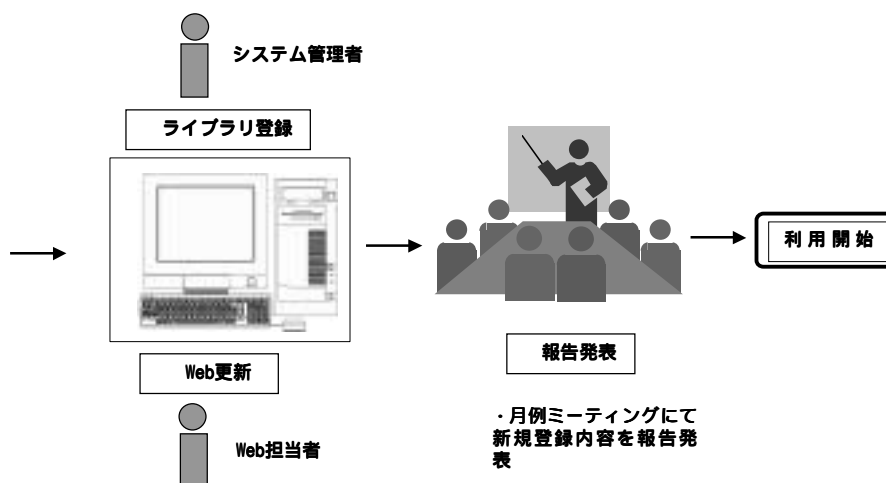 システム管理者
ライブラリ登録
Web更新
Web担当者
報告発表
・月例ミーティングにて
新規登録内容を報告発
表
利用開始